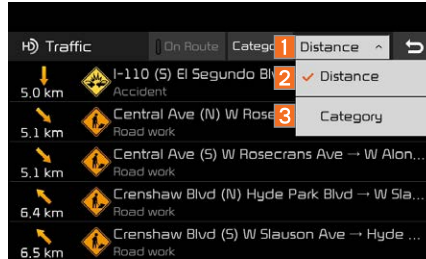 Traffic
On Route
Catego
1
Distance
I-110 (S) El Segundo Bl
Accident
5.0 km
2
Distance
Central Ave (N) W Rose
Road work
5.1 km
3
Category
Central Ave (S) W Rosecrans Ave → W Alon...
Road work
5.1 km
Crenshaw Blvd (N) Hyde Park Blvd → W Sla...
Road work
6.4 km
Crenshaw Blvd (S) W Slauson Ave → Hyde ...
Road work
6.5 km